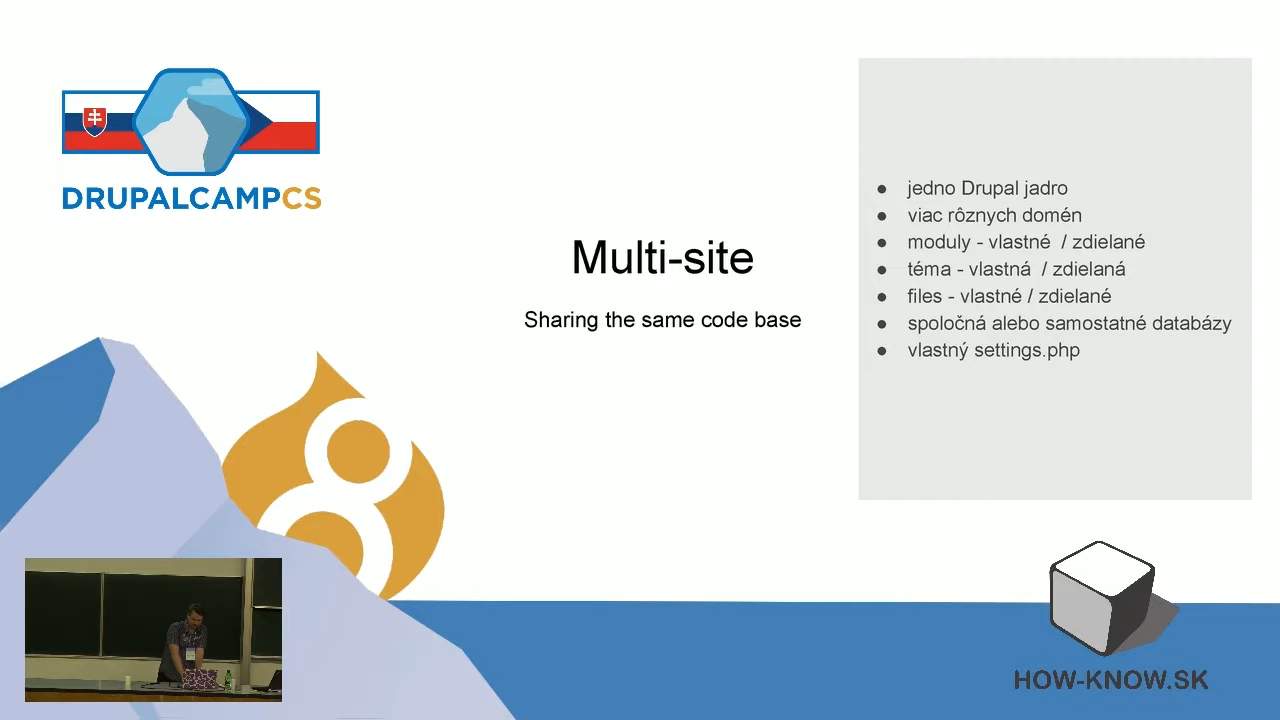 DRUPALCAMPCS
Multi-site
Sharing the same code base
● jedno Drupal jadro
● viac rôznych domén
● moduly - vlastné / zdielané
● téma - vlastná / zdielaná
● files - vlastné / zdielané
● spoločná alebo samostatné databázy
● vlastný settings.php
8
HOW-KNOW.SK